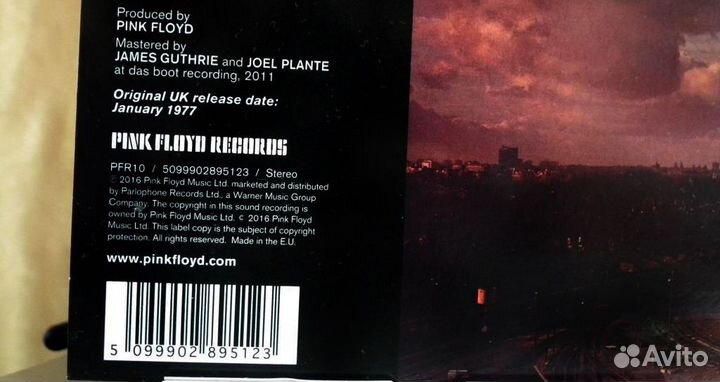 Produced by
PINK FLOYD
Mastered by
JAMES GUTHRIE and JOEL PLANTE
at das boot recording, 2011
Original UK release date:
January 1977
PINK FLOYD RECORDS
PFR10 / 5099902895123 / Stereo
℗ 2016 Pink Floyd Music Ltd. marketed and distributed
by Parlophone Records Ltd., a Warner Music Group
Company. The copyright in this sound recording is
owned by Pink Floyd Music Ltd. © 2016 Pink Floyd
Music Ltd. This label copy is the subject of copyright
protection. All rights reserved. Made in the E.U.
www.pinkfloyd.com
5 099902 895123
Avito